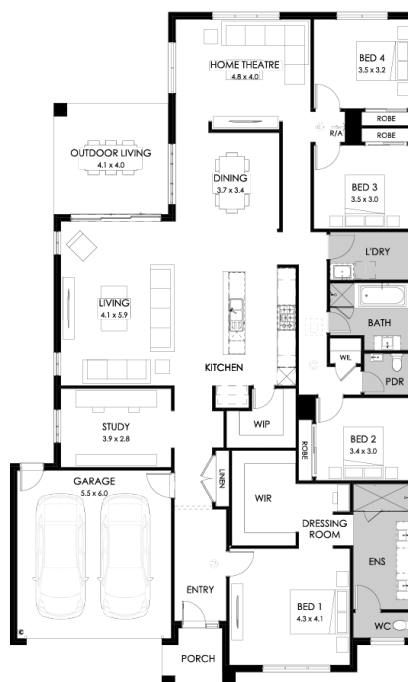 HOME THEATRE
4.8 x 4.0
BED 4
3.5 x 3.2
ROBE
R/A
ROBE
OUTDOOR LIVING
4.1 x 4.0
DINING
3.7 x 3.4
BED 3
3.5 x 3.0
L'DRY
LIVING
4.1 x 5.9
BATH
KITCHEN
WIL
PDR
STUDY
3.9 x 2.8
WIP
ROBE
BED 2
3.4 x 3.0
GARAGE
5.5 x 6.0
LINEN
WIR
DRESSING
ROOM
ENS
ENTRY
BED 1
4.3 x 4.1
WC
©
PORCH